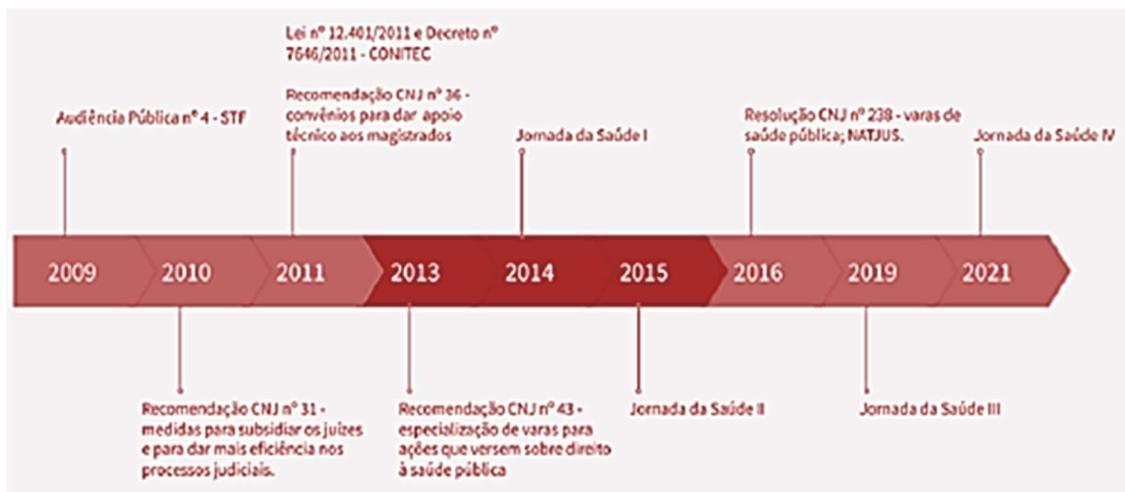 Lei nº 12.401/2011 e Decreto nº
7646/2011 - CONITEC
Audiência Pública nº 4 - STF
Recomendação CNJ nº 36 -
convênios para dar apoio
técnico aos magistrados
Jornada da Saúde I
Resolução CNJ nº 238 - varas de
saúde pública; NATJUS.
Jornada da Saúde IV
2009
2010
2011
2013
2014
2015
2016
2019
2021
Recomendação CNJ nº 31 -
medidas para subsidiar os juízes
e para dar mais eficiência nos
processos judiciais.
Recomendação CNJ nº 43 -
especialização de varas para
ações que versem sobre direito
à saúde pública
Jornada da Saúde II
Jornada da Saúde III